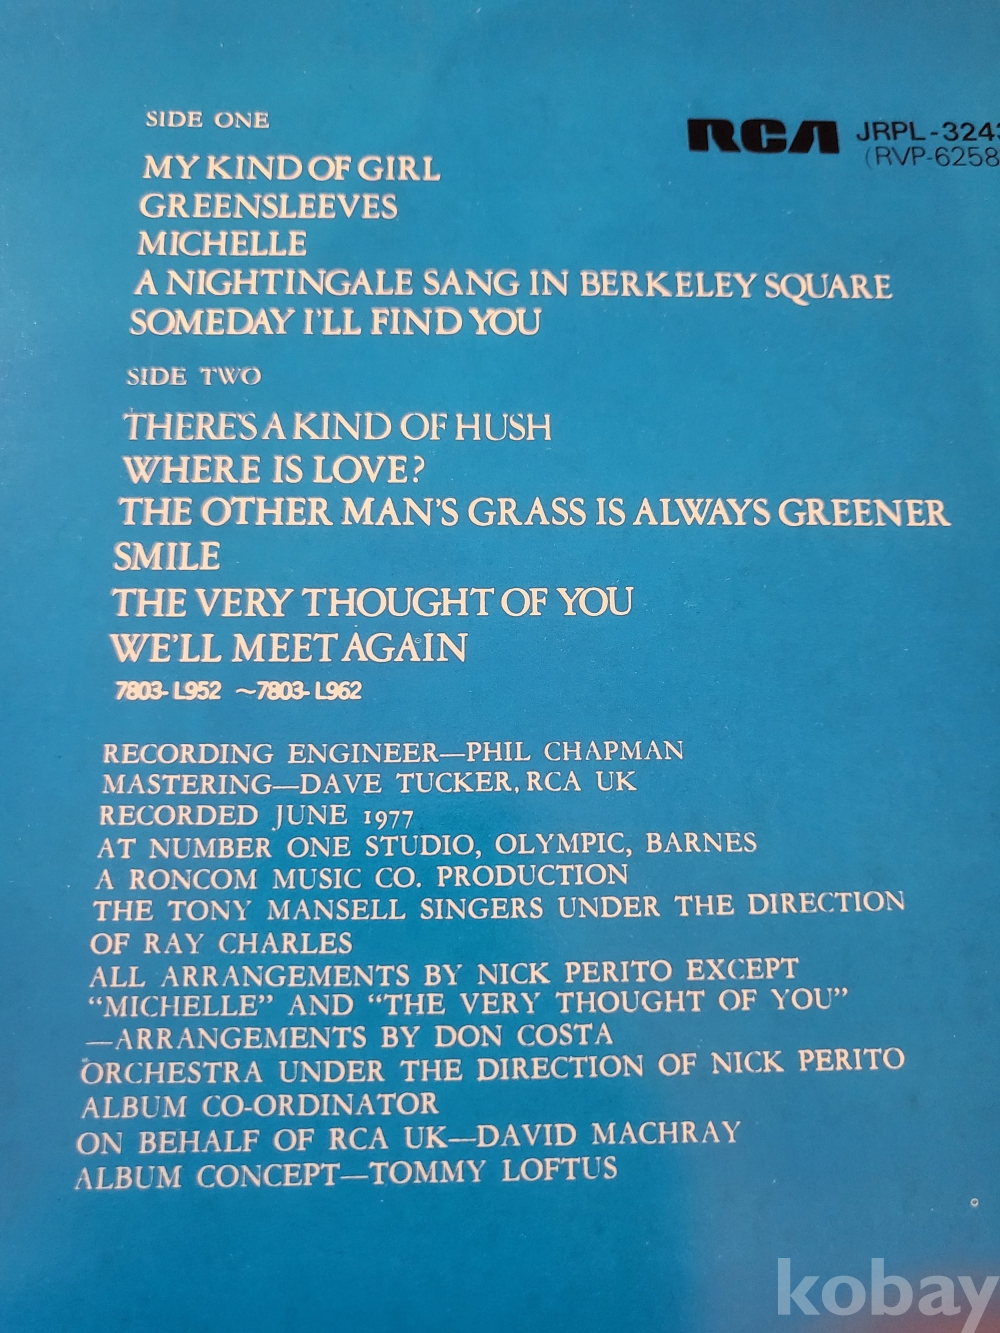 SIDE ONE
RCA JRPL-3243
(RVP-6258
MY KIND OF GIRL
GREENSLEEVES
MICHELLE
A NIGHTINGALE SANG IN BERKELEY SQUARE
SOMEDAY I'LL FIND YOU
SIDE TWO
THERE'S A KIND OF HUSH
WHERE IS LOVE?
THE OTHER MAN'S GRASS IS ALWAYS GREENER
SMILE
THE VERY THOUGHT OF YOU
WE'LL MEET AGAIN
7803-L952 ~7803-L962
RECORDING ENGINEER—PHIL CHAPMAN
MASTERING—DAVE TUCKER, RCA UK
RECORDED JUNE 1977
AT NUMBER ONE STUDIO, OLYMPIC, BARNES
A RONCOM MUSIC CO. PRODUCTION
THE TONY MANSELL SINGERS UNDER THE DIRECTION
OF RAY CHARLES
ALL ARRANGEMENTS BY NICK PERITO EXCEPT
“MICHELLE” AND “THE VERY THOUGHT OF YOU”
—ARRANGEMENTS BY DON COSTA
ORCHESTRA UNDER THE DIRECTION OF NICK PERITO
ALBUM CO-ORDINATOR
ON BEHALF OF RCA UK—DAVID MACHRAY
ALBUM CONCEPT—TOMMY LOFTUS
kobay